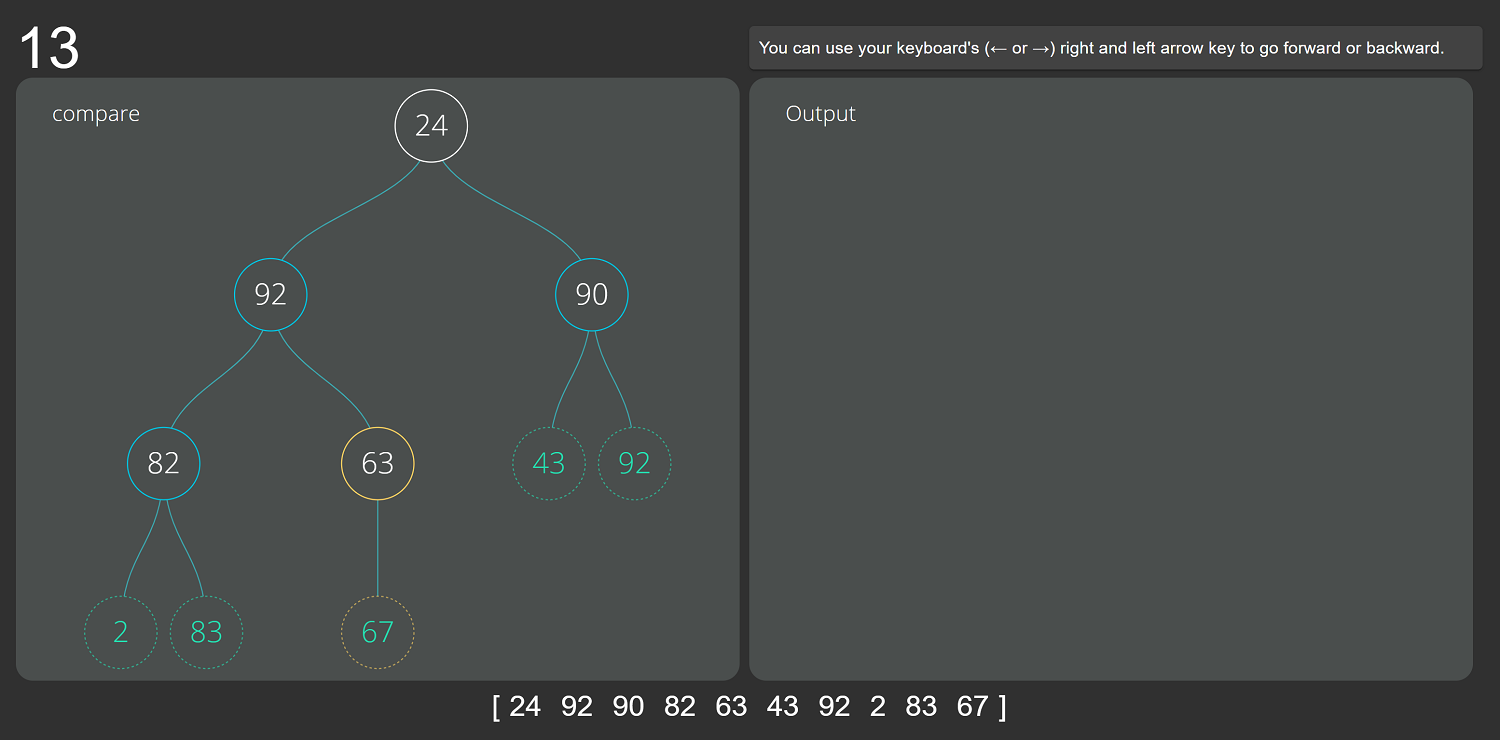 13
You can use your keyboard's (← or →) right and left arrow key to go forward or backward.
compare
Output
24
92 90
82 63 43 92
2 83 67
[ 24 92 90 82 63 43 92 2 83 67 ]